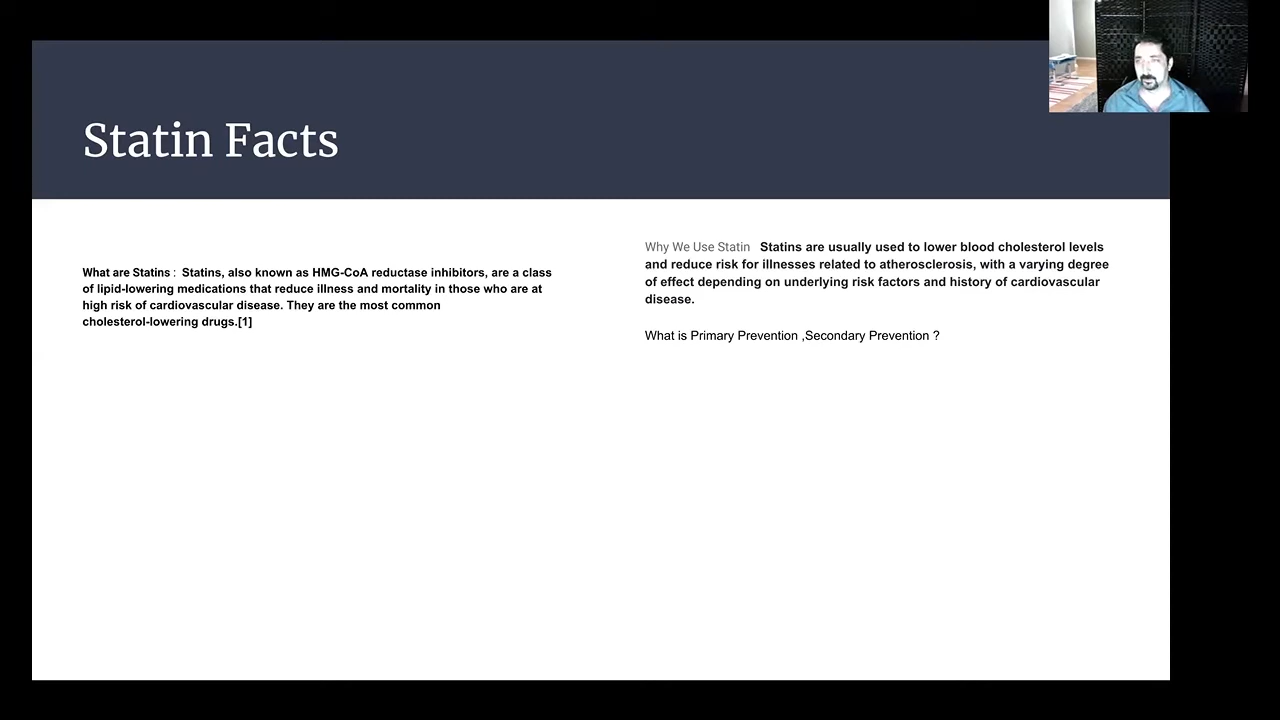 Statin Facts
What are Statins : Statins, also known as HMG-CoA reductase inhibitors, are a class
of lipid-lowering medications that reduce illness and mortality in those who are at
high risk of cardiovascular disease. They are the most common
cholesterol-lowering drugs.[1]
Why We Use Statin Statins are usually used to lower blood cholesterol levels
and reduce risk for illnesses related to atherosclerosis, with a varying degree
of effect depending on underlying risk factors and history of cardiovascular
disease.
What is Primary Prevention ,Secondary Prevention ?